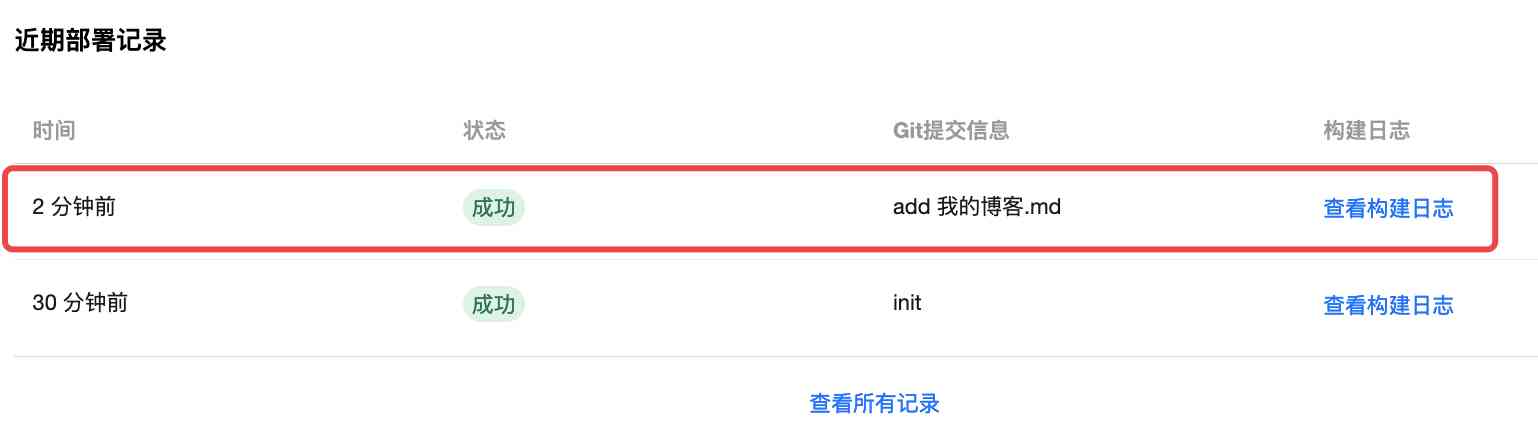 近期部署记录
时间 状态 Git提交信息 构建日志
2 分钟前 成功 add 我的博客.md 查看构建日志
30 分钟前 成功 init 查看构建日志
查看所有记录